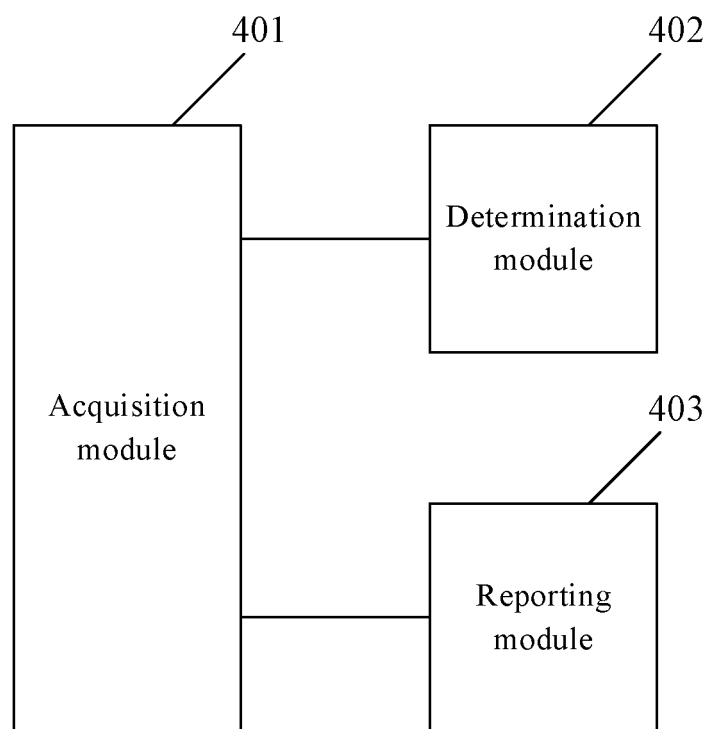 401
402
Determination
module
Acquisition
module
403
Reporting
module